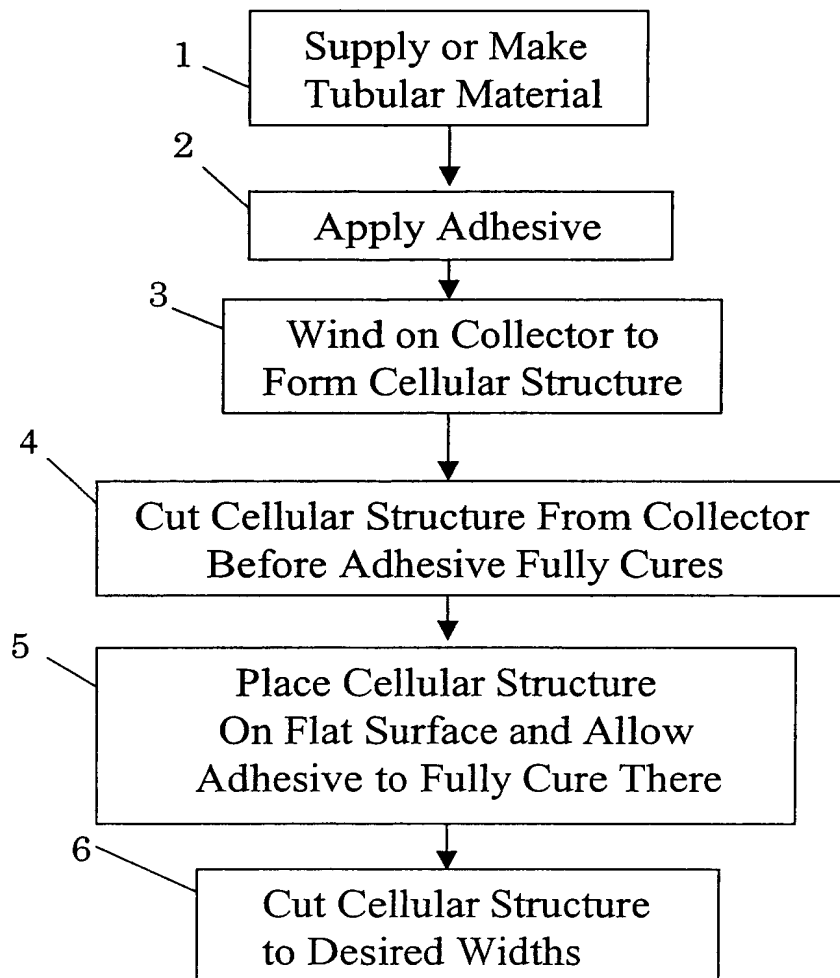 1
Supply or Make
Tubular Material
2
Apply Adhesive
3
Wind on Collector to
Form Cellular Structure
4
Cut Cellular Structure From Collector
Before Adhesive Fully Cures
5
Place Cellular Structure
On Flat Surface and Allow
Adhesive to Fully Cure There
6
Cut Cellular Structure
to Desired Widths